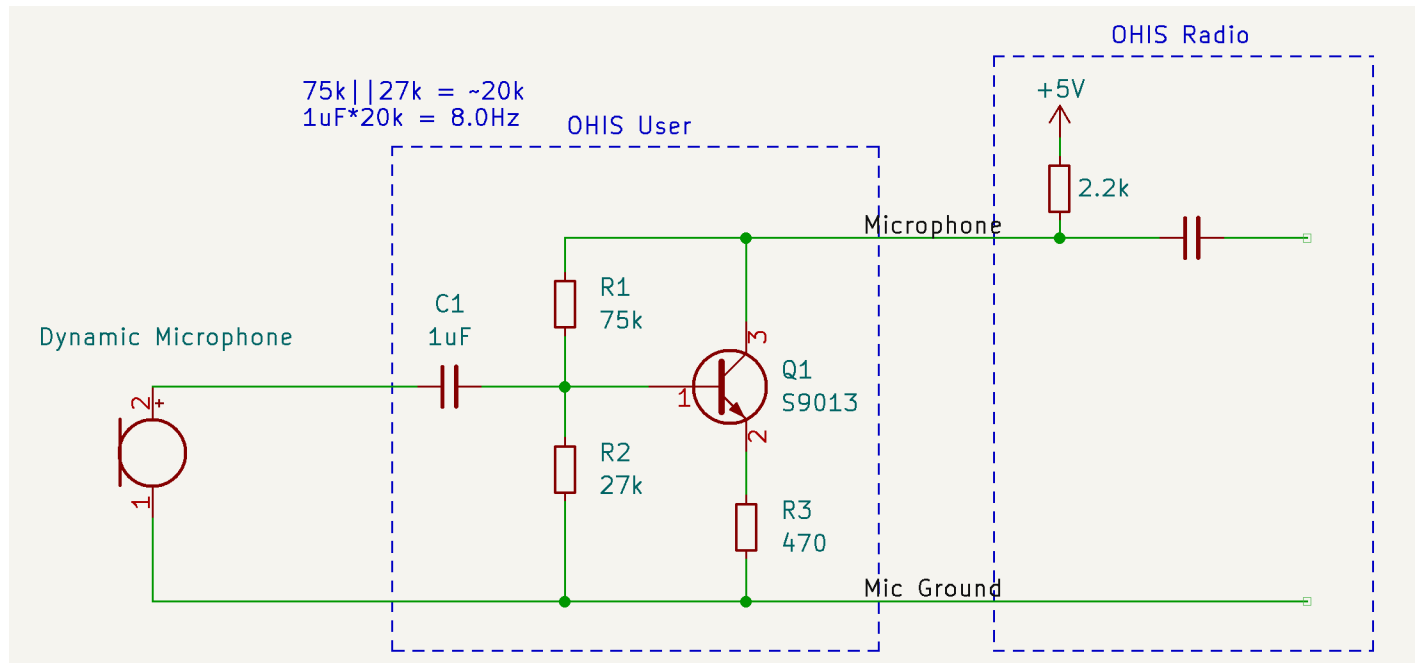 OHIS Radio
75k||27k = ~20k
1uF*20k = 8.0Hz
OHIS User
+5V
2.2k
Microphone
R1
75k
C1
1uF
Dynamic Microphone
3
Q1
S9013
1
2
2
+
1
R2
27k
R3
470
Mic Ground